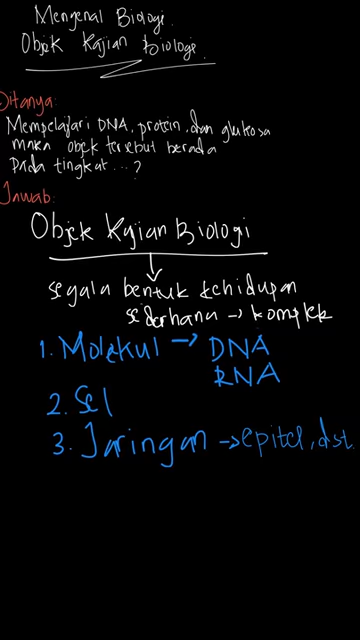 Mengenal Biologi.
Objek Kajian Biologi.
Ditanya:
Mempelajari DNA, protein, dan glukosa
maka objek tersebut berada
pada tingkat...?
Jawab:
Objek Kajian Biologi
segala bentuk kehidupan
sederhana → komplek
1. Molekul → DNA
RNA
2. Sel
3. Jaringan → epitel, dst.